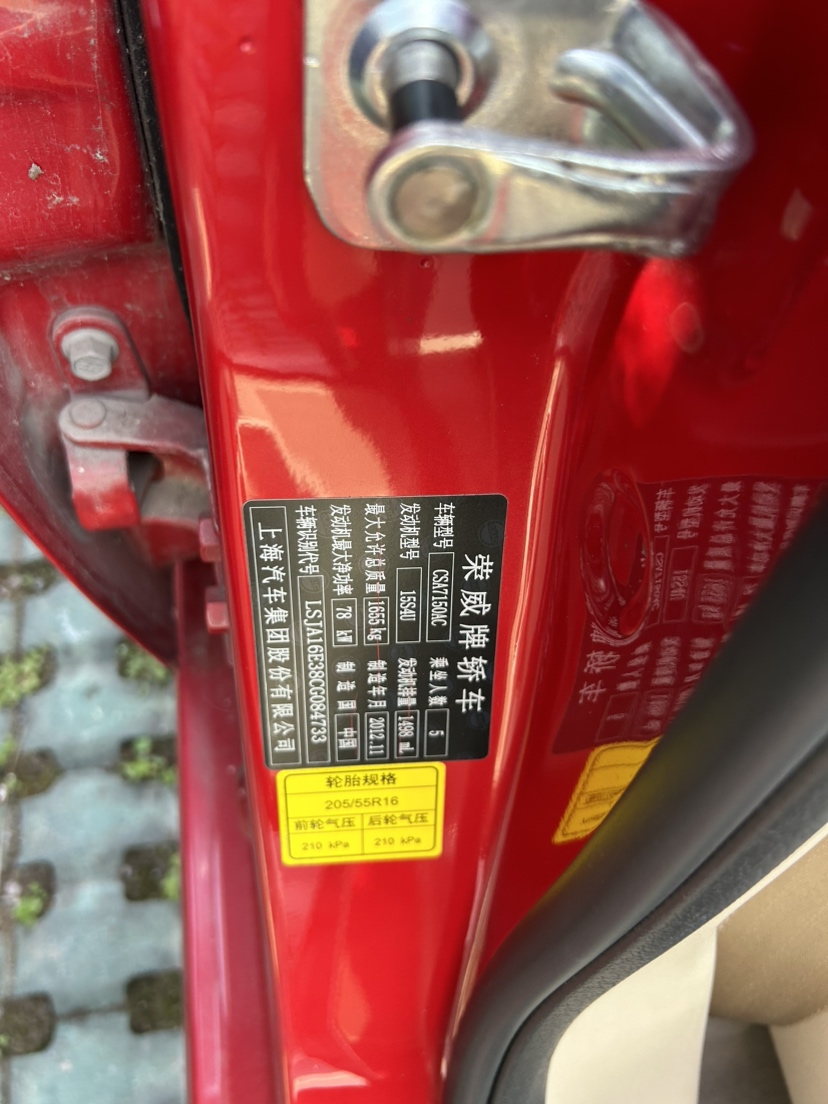 荣威牌轿车
车辆型号 CSA7150AC 乘坐人数 5
发动机型号 15S4U 发动机排量 1498 mL
最大允许总质量 1655 kg 制造年月 2012.11
发动机最大净功率 78 kW 制造国 中国
车辆识别代号 LSJA16E38CG084733
上海汽车集团股份有限公司
轮胎规格
205/55R16
前轮气压 后轮气压
210 kPa 210 kPa